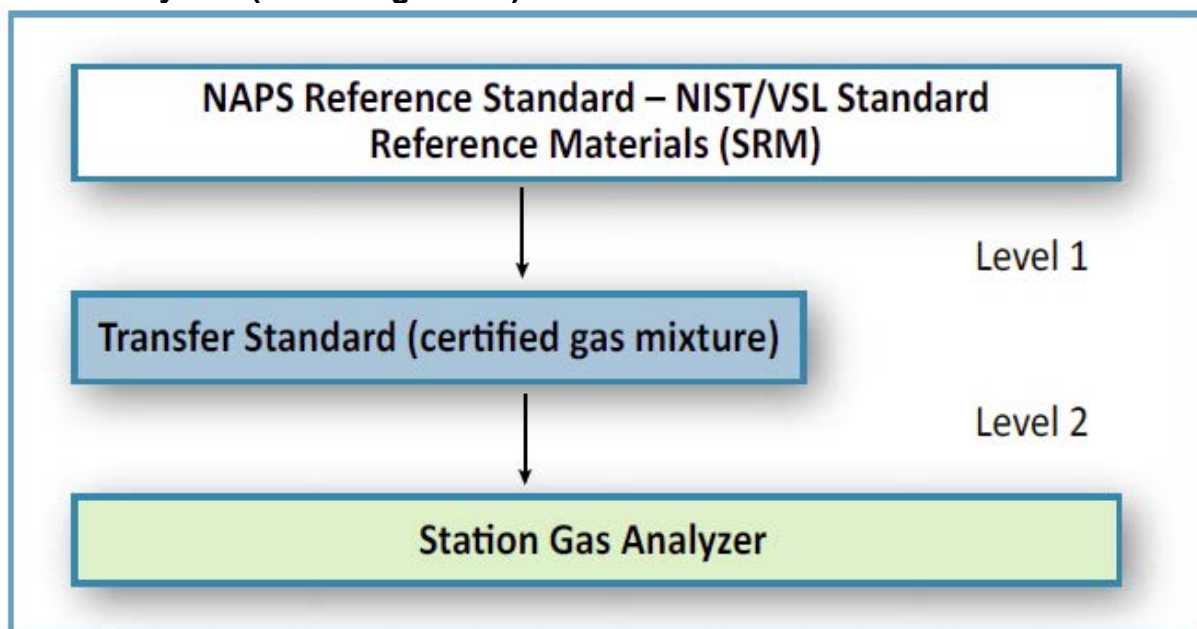 NAPS Reference Standard – NIST/VSL Standard
Reference Materials (SRM)
Level 1
Transfer Standard (certified gas mixture)
Level 2
Station Gas Analyzer